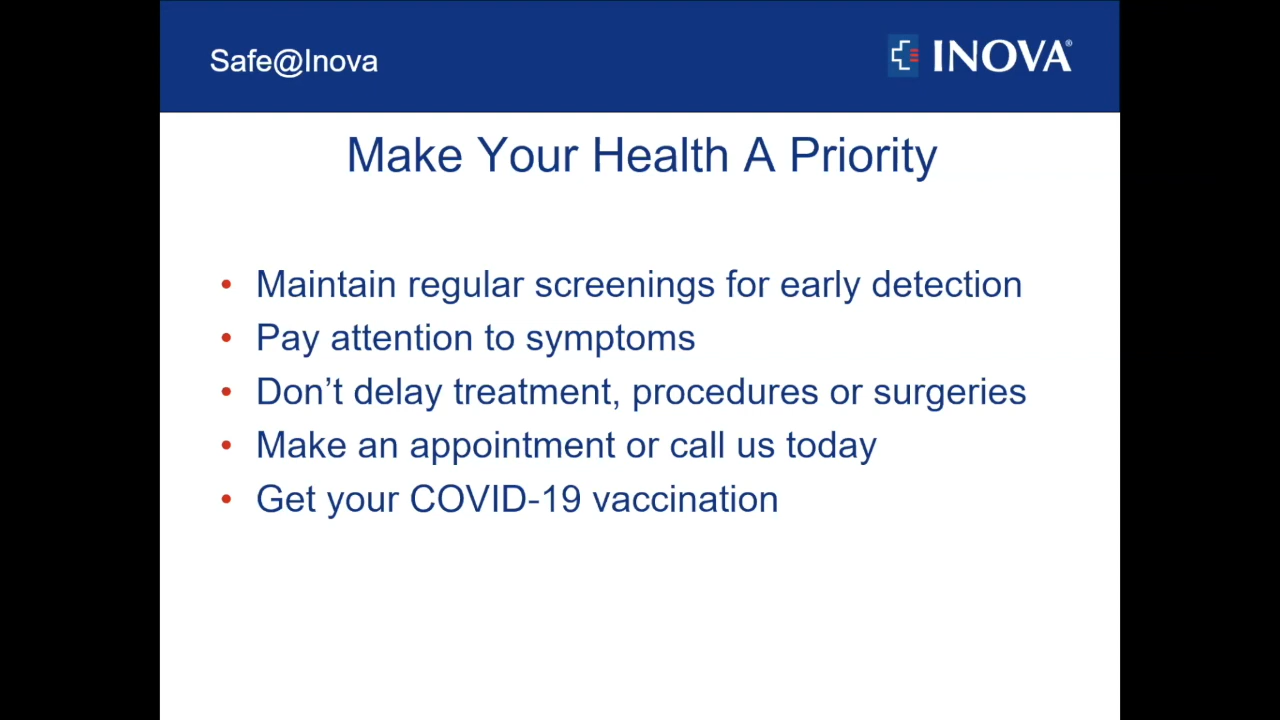 Safe@Inova
INOVA®
Make Your Health A Priority
• Maintain regular screenings for early detection
• Pay attention to symptoms
• Don’t delay treatment, procedures or surgeries
• Make an appointment or call us today
• Get your COVID-19 vaccination